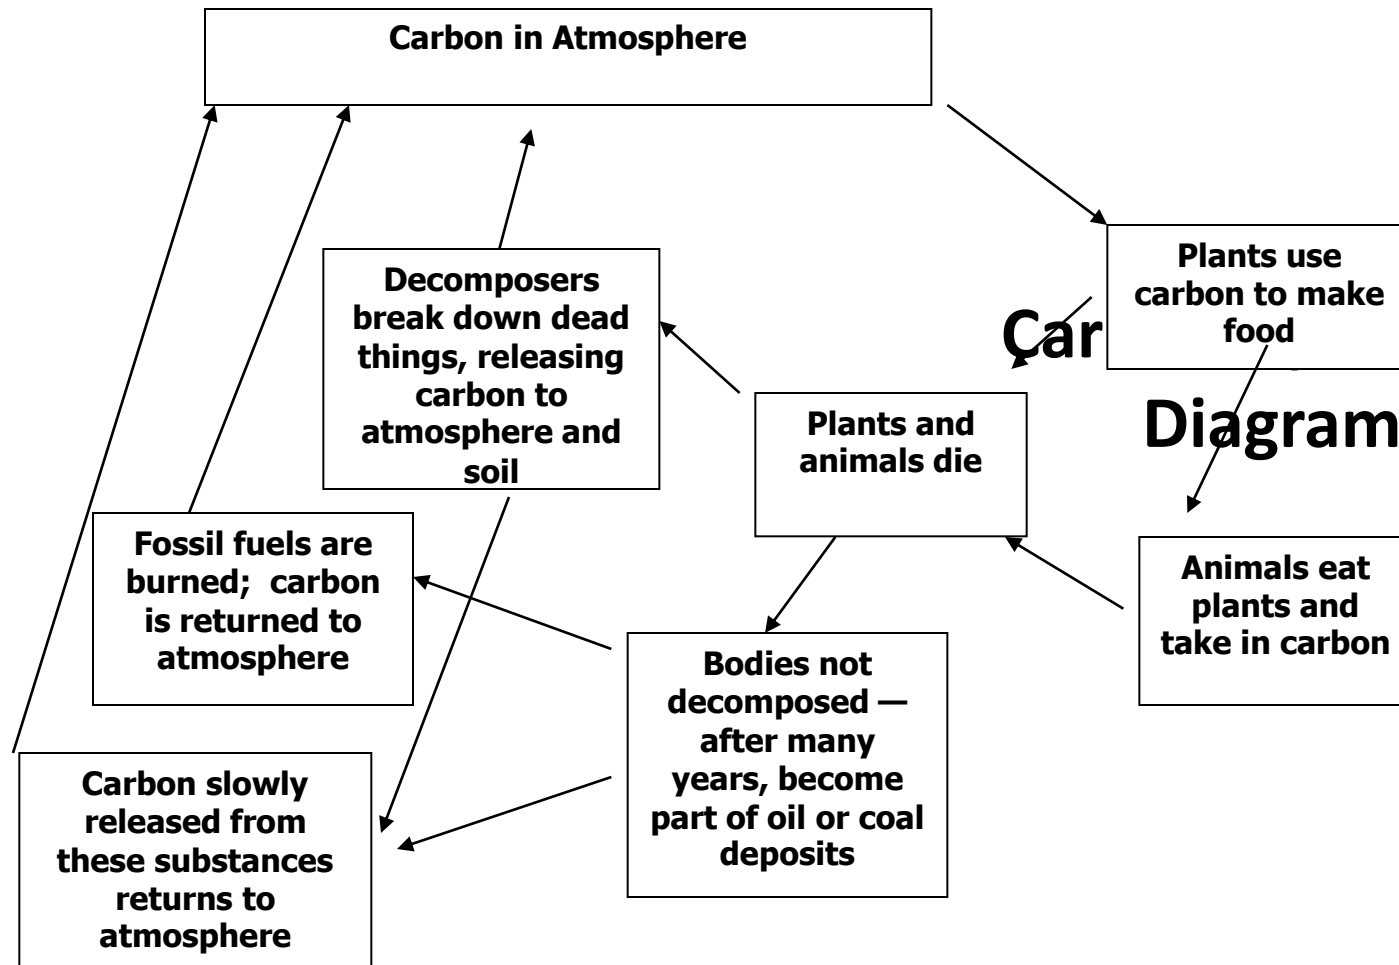 Carbon in Atmosphere
Plants use
carbon to make
food
Decomposers
break down dead
things, releasing
carbon to
atmosphere and
soil
Car
Diagram
Plants and
animals die
Fossil fuels are
burned;  carbon
is returned to
atmosphere
Animals eat
plants and
take in carbon
Bodies not
decomposed —
after many
years, become
part of oil or coal
deposits
Carbon slowly
released from
these substances
returns to
atmosphere